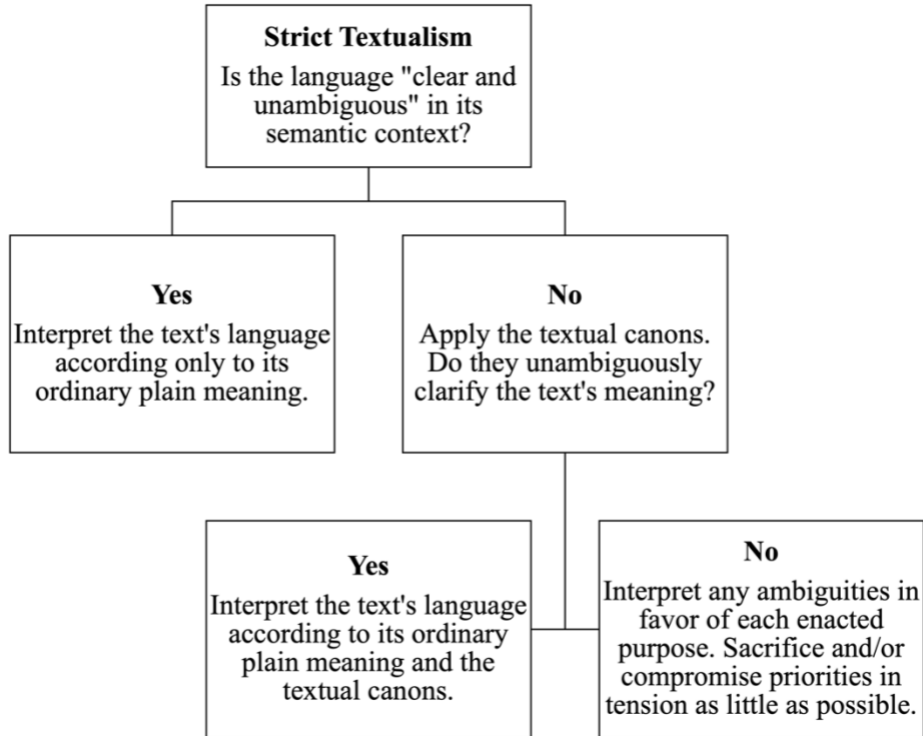 Strict Textualism
Is the language "clear and
unambiguous" in its
semantic context?
Yes
Interpret the text's language
according only to its
ordinary plain meaning.
No
Apply the textual canons.
Do they unambiguously
clarify the text's meaning?
Yes
Interpret the text's language
according to its ordinary
plain meaning and the
textual canons.
No
Interpret any ambiguities in
favor of each enacted
purpose. Sacrifice and/or
compromise priorities in
tension as little as possible.